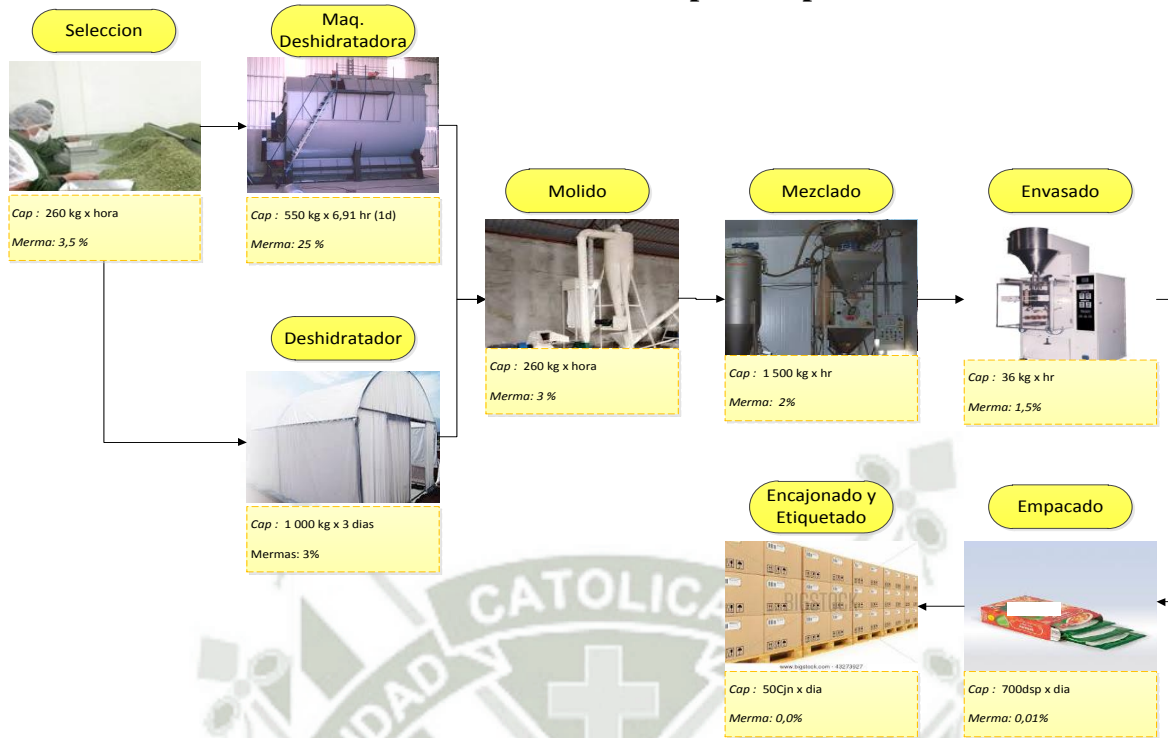 Seleccion
Cap : 260 kg x hora
Merma: 3,5 %
Maq.
Deshidratadora
Cap : 550 kg x 6,91 hr (1d)
Merma: 25 %
Deshidratador
Cap : 1 000 kg x 3 dias
Mermas: 3%
Molido
Cap : 260 kg x hora
Merma: 3 %
Mezclado
Cap : 1 500 kg x hr
Merma: 2%
Envasado
Cap : 36 kg x hr
Merma: 1,5%
Empacado
Cap : 700dsp x dia
Merma: 0,01%
Encajonado y
Etiquetado
BIGSTOCK
www.bigstock.com - 43273927
Cap : 50Cjn x dia
Merma: 0,0%
CATOLICA